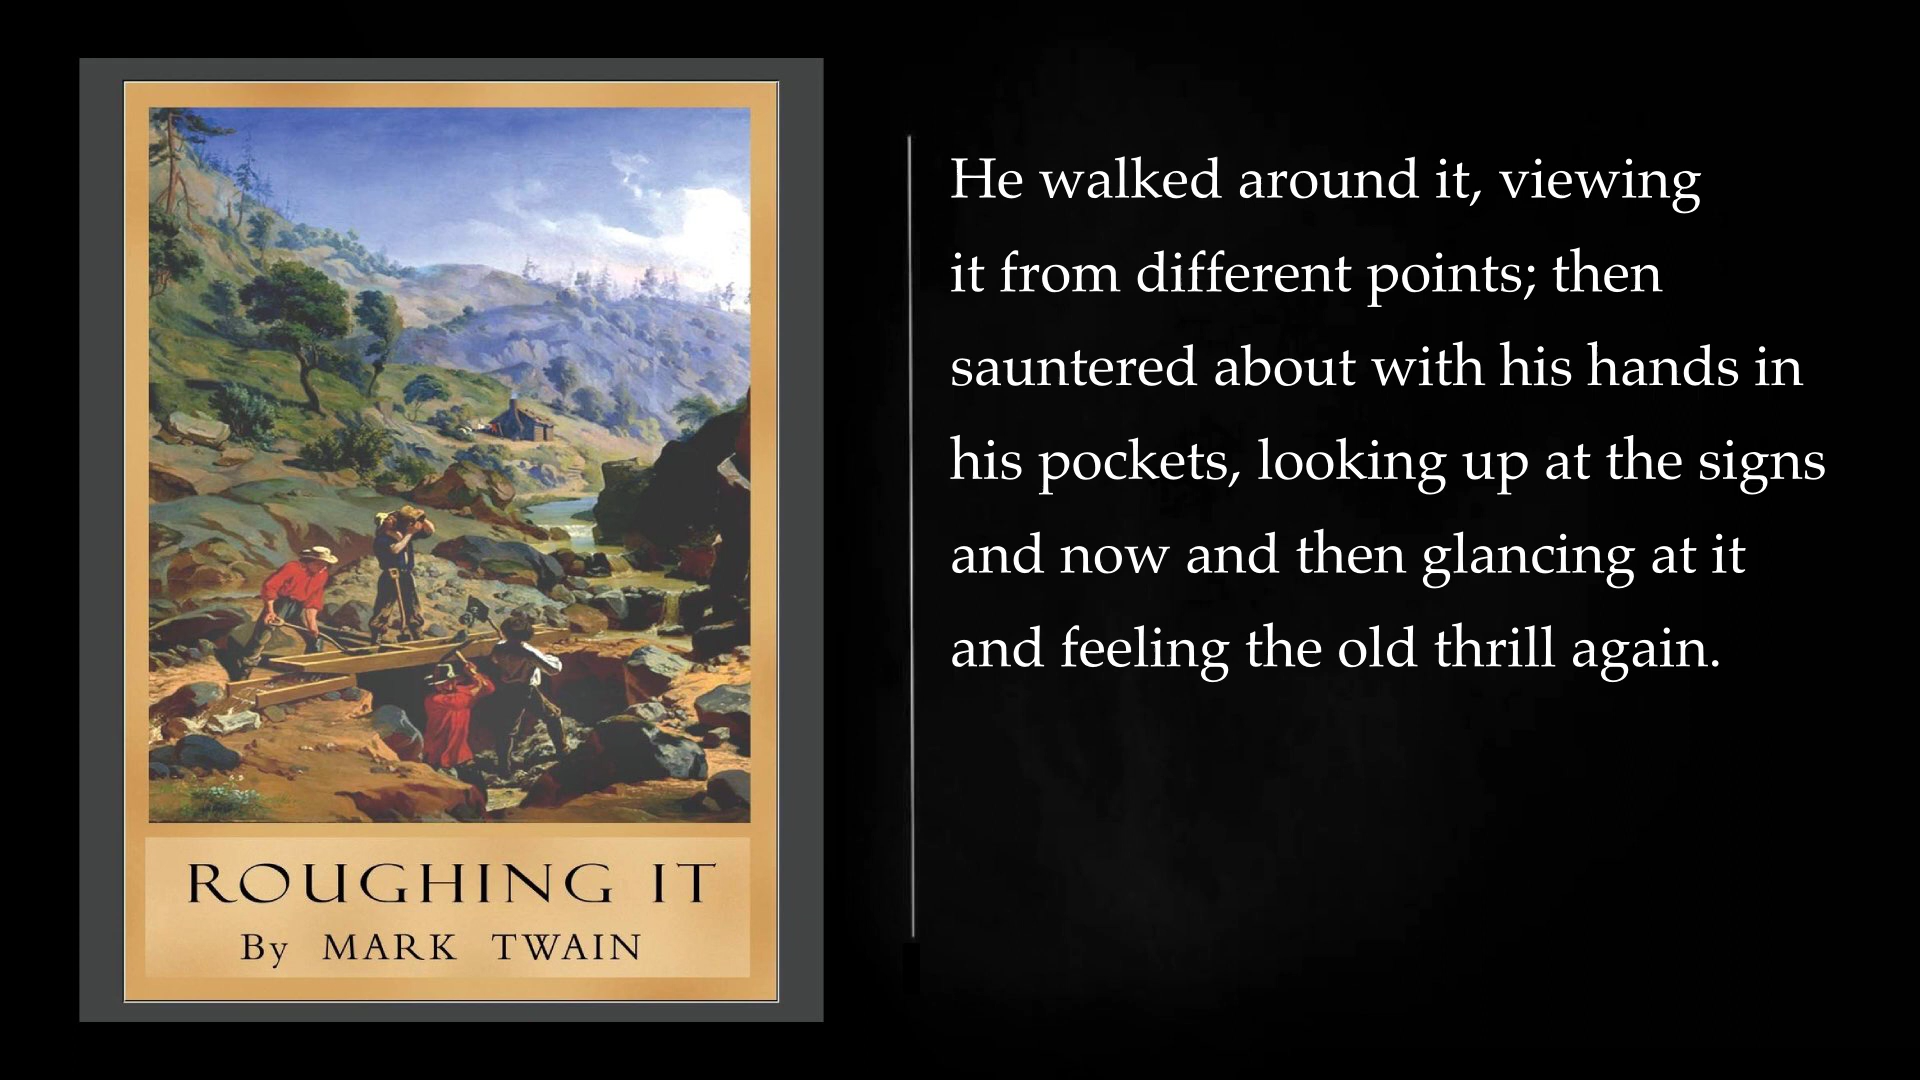 ROUGHING IT
By MARK TWAIN
He walked around it, viewing
it from different points; then
sauntered about with his hands in
his pockets, looking up at the signs
and now and then glancing at it
and feeling the old thrill again.